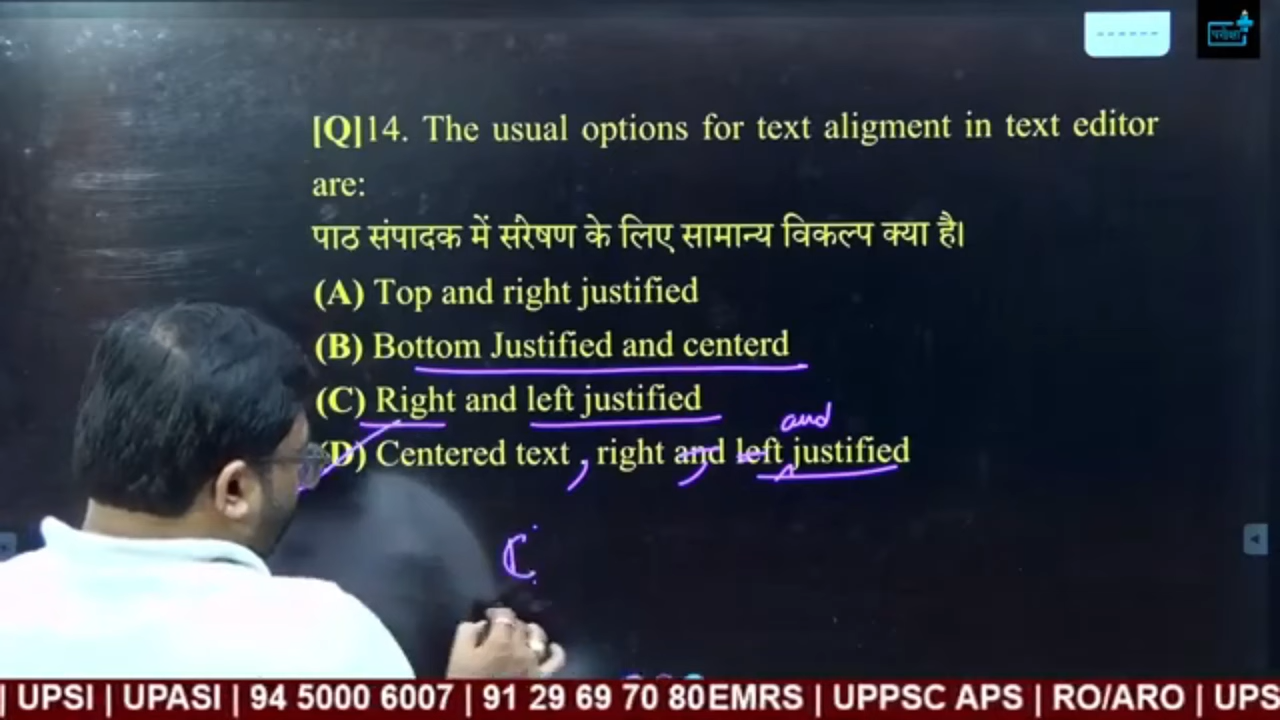 परीक्षा
[Q]14. The usual options for text aligment in text editor
are:
पाठ संपादक में संरेषण के लिए सामान्य विकल्प क्या है।
(A) Top and right justified
(B) Bottom Justified and centerd
(C) Right and left justified
and
(D) Centered text , right and left justified
C
| UPSI | UPASI | 94 5000 6007 | 91 29 69 70 80EMRS | UPPSC APS | RO/ARO | UPS